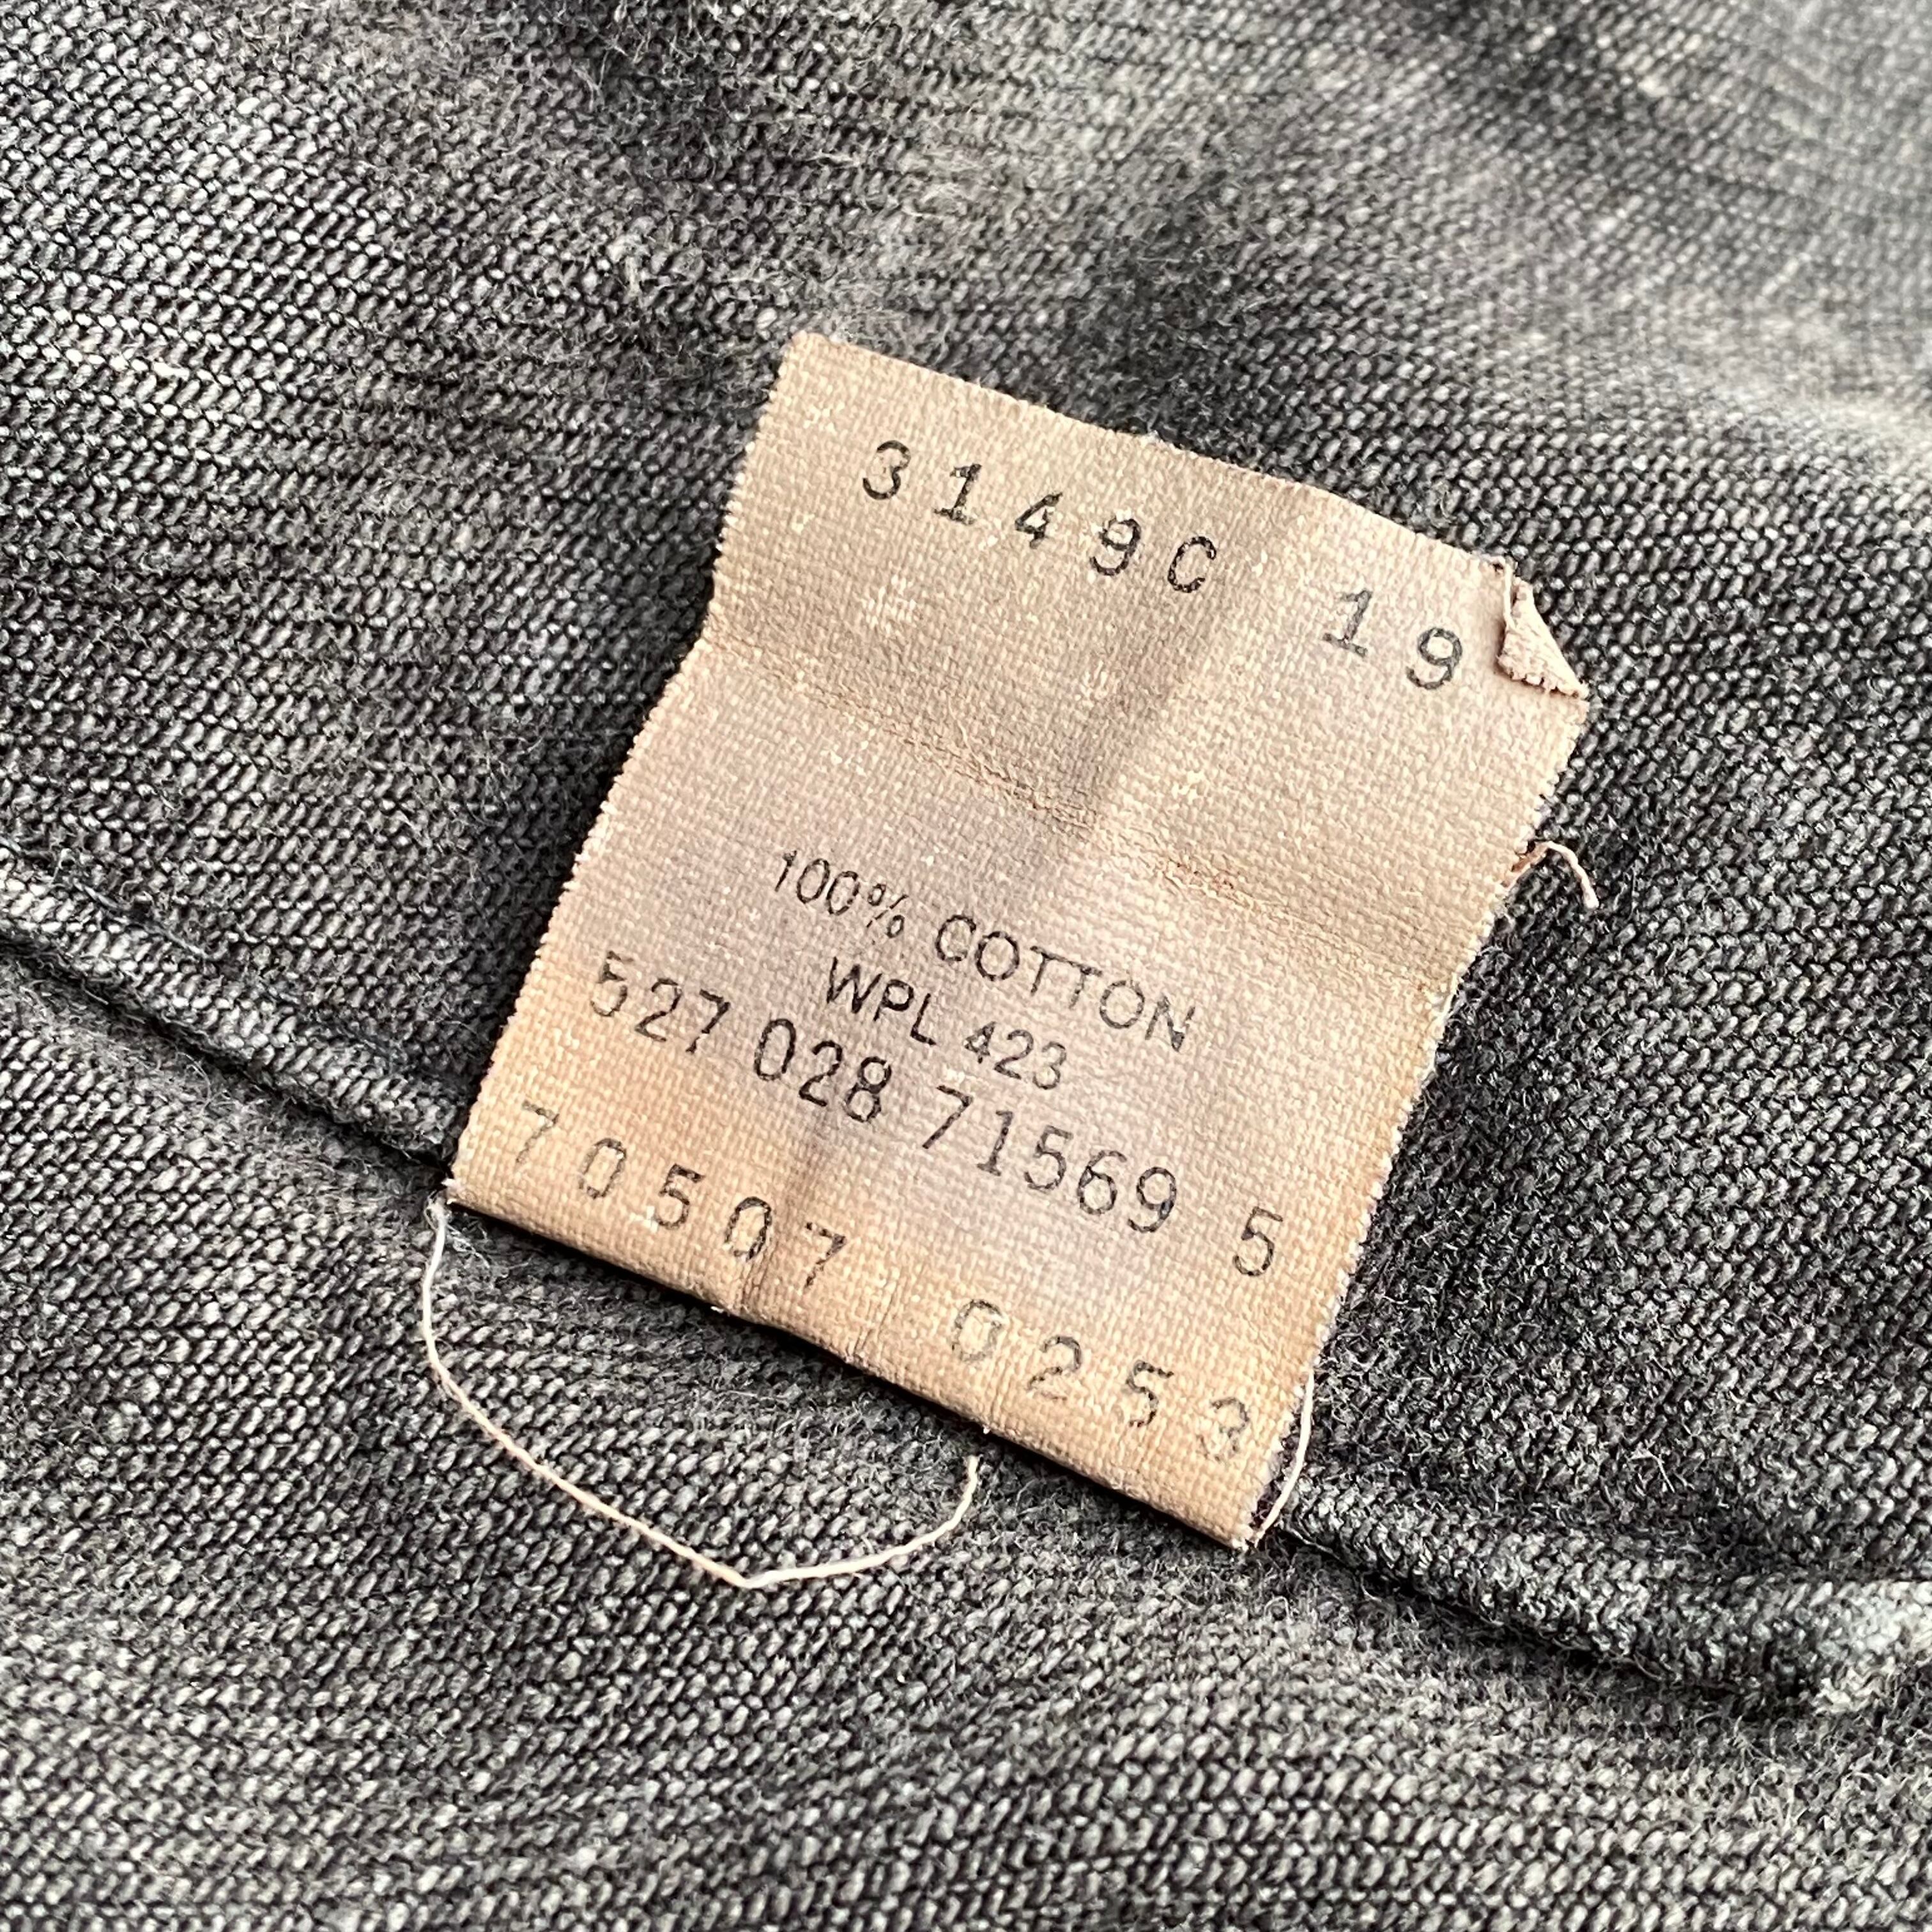 3149C 19
100% COTTON
WPL 423
527 028 71569 5
70507 0253